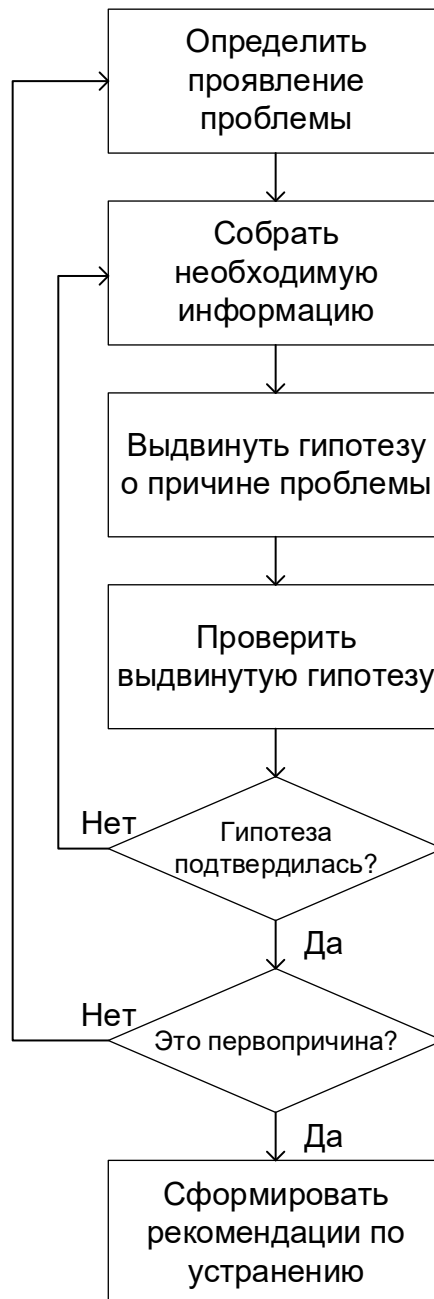 Определить
проявление
проблемы
Собрать
необходимую
информацию
Выдвинуть гипотезу
о причине проблемы
Проверить
выдвинутую гипотезу
Нет
Гипотеза
подтвердилась?
Да
Нет
Это первопричина?
Да
Сформировать
рекомендации по
устранению